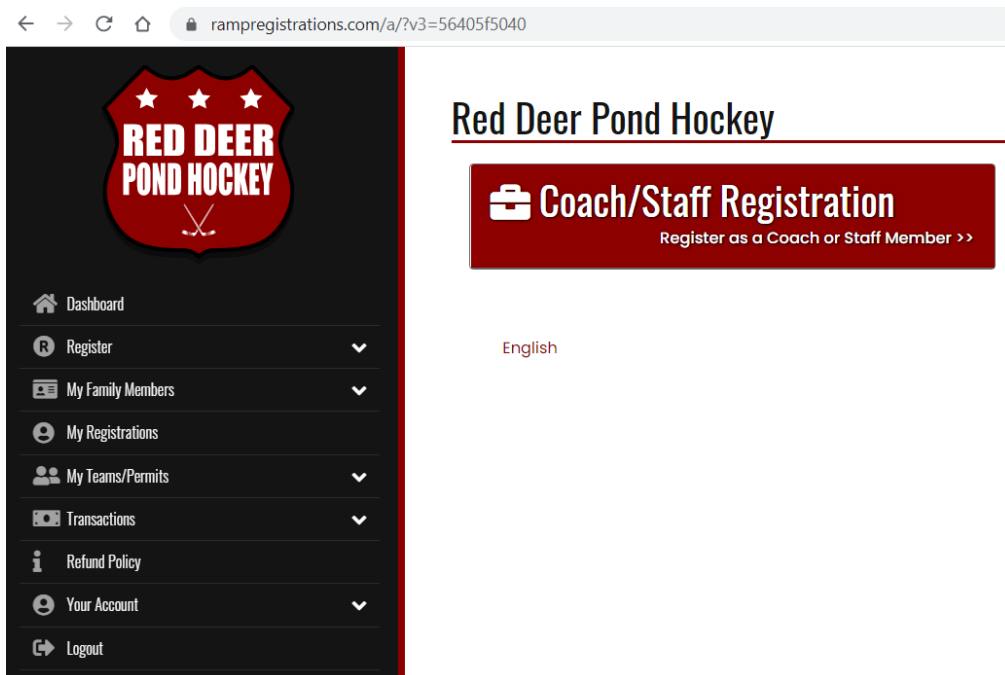 rampregistrations.com/a/?v3=56405f5040
RED DEER
POND HOCKEY
Dashboard
Register
My Family Members
My Registrations
My Teams/Permits
Transactions
Refund Policy
Your Account
Logout
Red Deer Pond Hockey
Coach/Staff Registration
Register as a Coach or Staff Member >>
English